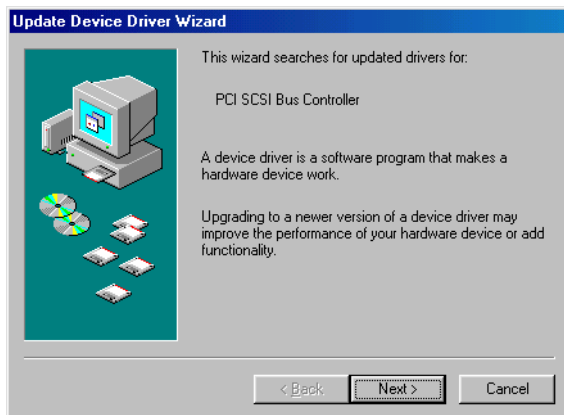 Update Device Driver Wizard
This wizard searches for updated drivers for:
PCI SCSI Bus Controller
A device driver is a software program that makes a
hardware device work.
Upgrading to a newer version of a device driver may
improve the performance of your hardware device or add
functionality.
< Back Next > Cancel